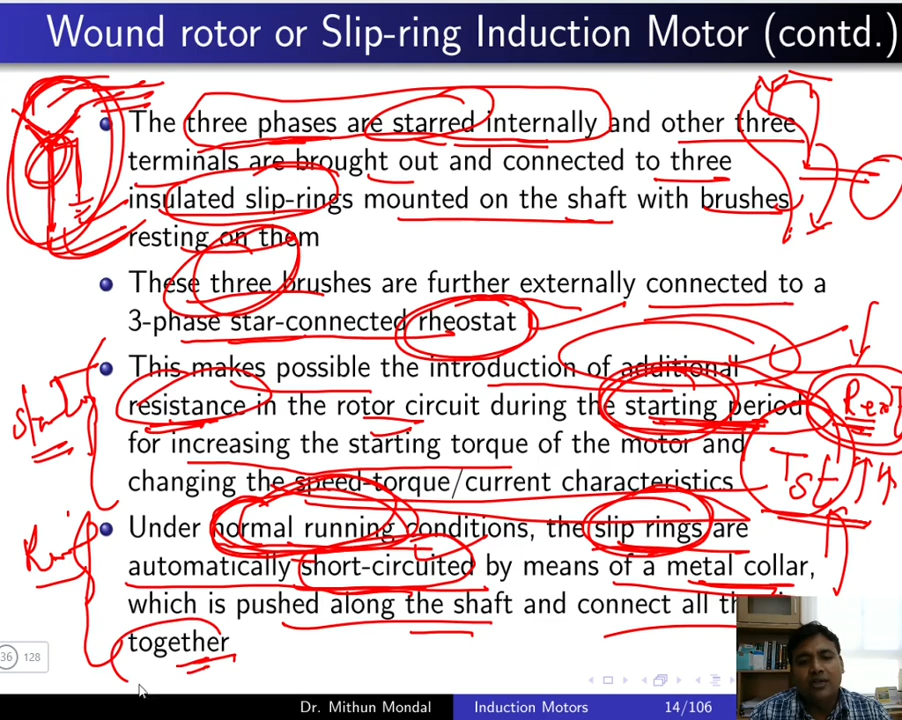 Wound rotor or Slip-ring Induction Motor (contd.)
The three phases are starred internally and other three
terminals are brought out and connected to three
insulated slip-rings mounted on the shaft with brushes
resting on them
These three brushes are further externally connected to a
3-phase star-connected rheostat
This makes possible the introduction of additional
resistance in the rotor circuit during the starting period
for increasing the starting torque of the motor and
changing the speed-torque/current characteristics
Under normal running conditions, the slip rings are
automatically short-circuited by means of a metal collar,
which is pushed along the shaft and connect all
together
Tst
36 128
Dr. Mithun Mondal Induction Motors 14/106